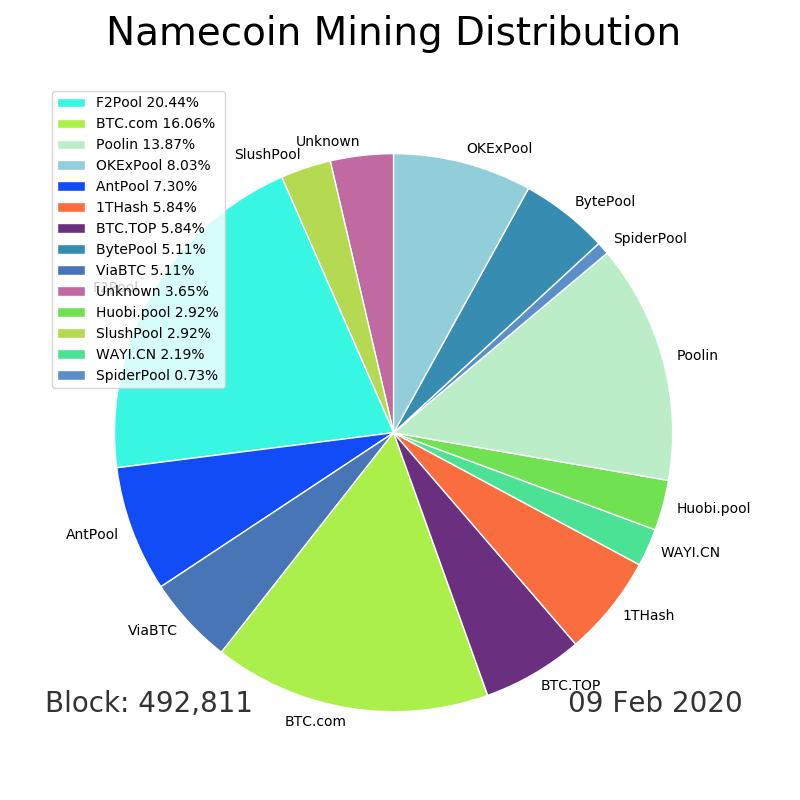 Namecoin Mining Distribution
F2Pool 20.44%
BTC.com 16.06%
Poolin 13.87%
OKExPool 8.03%
AntPool 7.30%
1THash 5.84%
BTC.TOP 5.84%
BytePool 5.11%
ViaBTC 5.11%
Unknown 3.65%
Huobi.pool 2.92%
SlushPool 2.92%
WAYI.CN 2.19%
SpiderPool 0.73%
Unknown
SlushPool
OKExPool
BytePool
SpiderPool
F2Pool
Poolin
Huobi.pool
AntPool
WAYI.CN
1THash
ViaBTC
BTC.TOP
BTC.com
Block: 492,811
09 Feb 2020